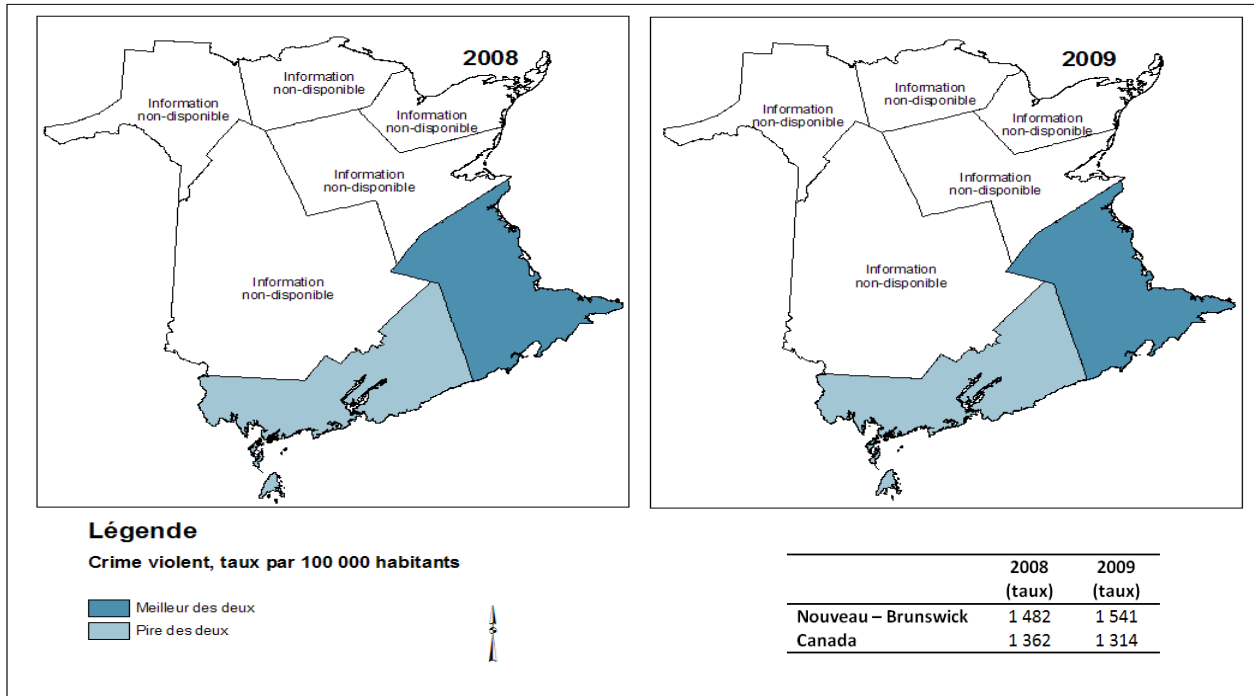 2008
Information
non-disponible
Information
non-disponible
Information
non-disponible
Information
non-disponible
Information
non-disponible
2009
Information
non-disponible
Information
non-disponible
Information
non-disponible
Information
non-disponible
Information
non-disponible
Légende
Crime violent, taux par 100 000 habitants
Meilleur des deux
Pire des deux
2008 2009
(taux) (taux)
Nouveau – Brunswick 1 482 1 541
Canada 1 362 1 314